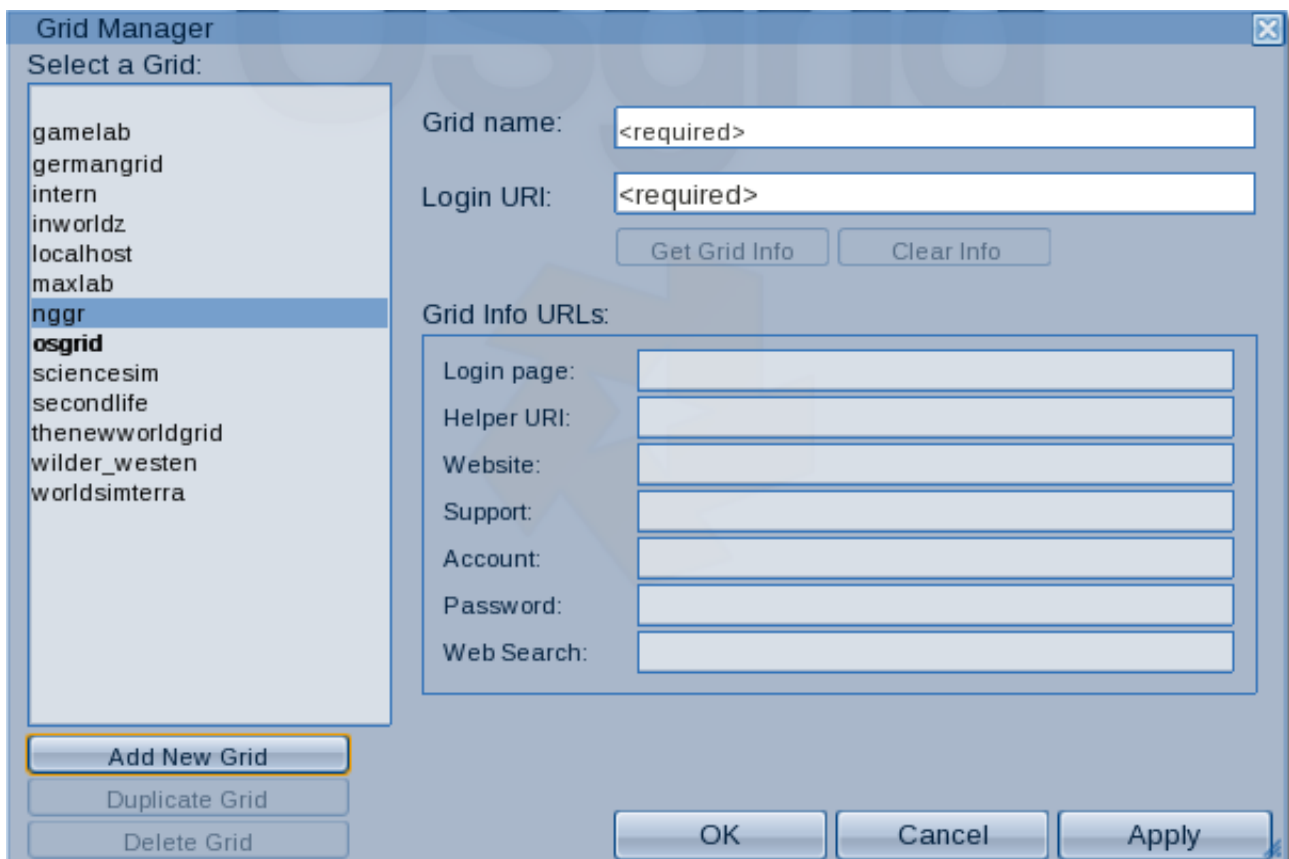 Grid Manager
Select a Grid:
gamelab
germangrid
intern
inworldz
localhost
maxlab
nggr
osgrid
sciencesim
secondlife
thenewworldgrid
wilder_westen
worldsimterra
Add New Grid
Duplicate Grid
Delete Grid
Grid name: <required>
Login URI: <required>
Get Grid Info Clear Info
Grid Info URLs:
Login page:
Helper URI:
Website:
Support:
Account:
Password:
Web Search:
OK Cancel Apply
osgrid